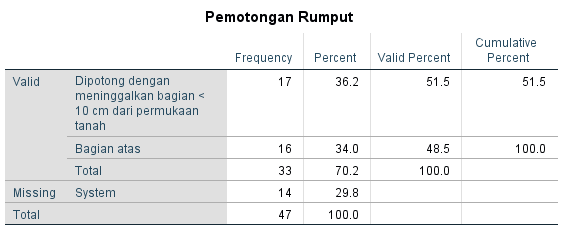 Pemotongan Rumput
Frequency Percent Valid Percent Cumulative Percent
Valid Dipotong dengan meninggalkan bagian < 10 cm dari permukaan tanah 17 36.2 51.5 51.5
Bagian atas 16 34.0 48.5 100.0
Total 33 70.2 100.0
Missing System 14 29.8
Total 47 100.0